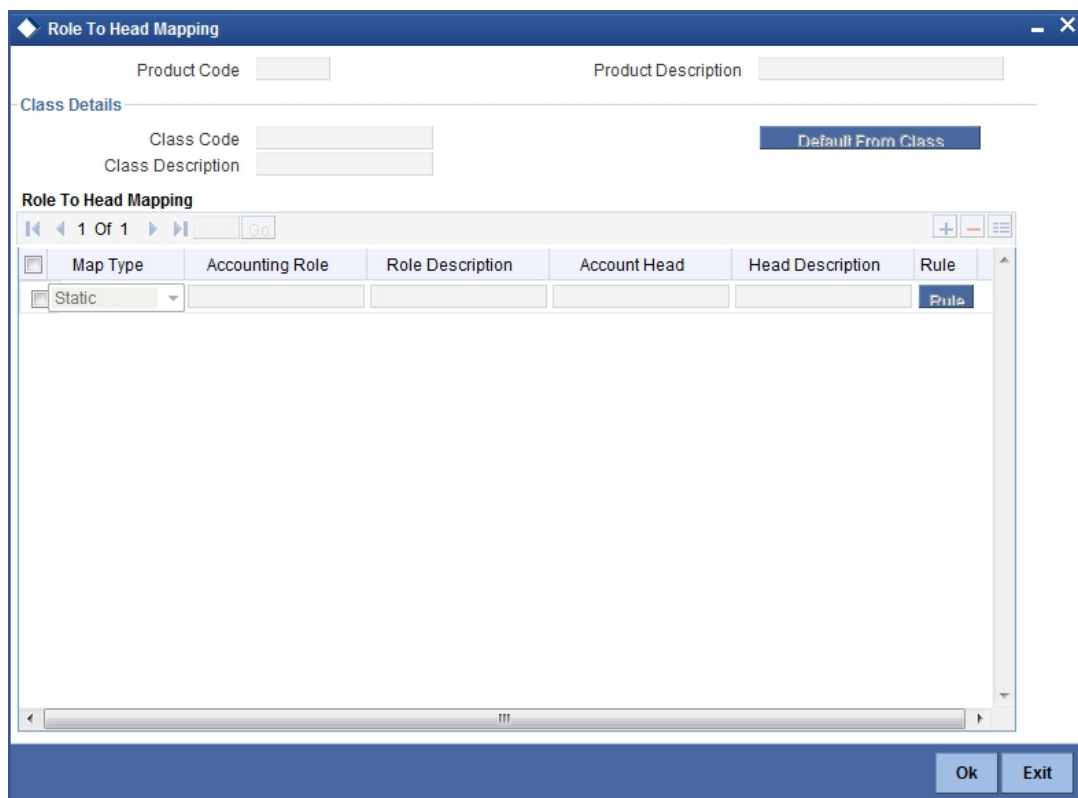 Role To Head Mapping
Product Code Product Description
Class Details
Class Code Default From Class
Class Description
Role To Head Mapping
1 Of 1 Go
Map Type Accounting Role Role Description Account Head Head Description Rule
Static Rule
Ok Exit